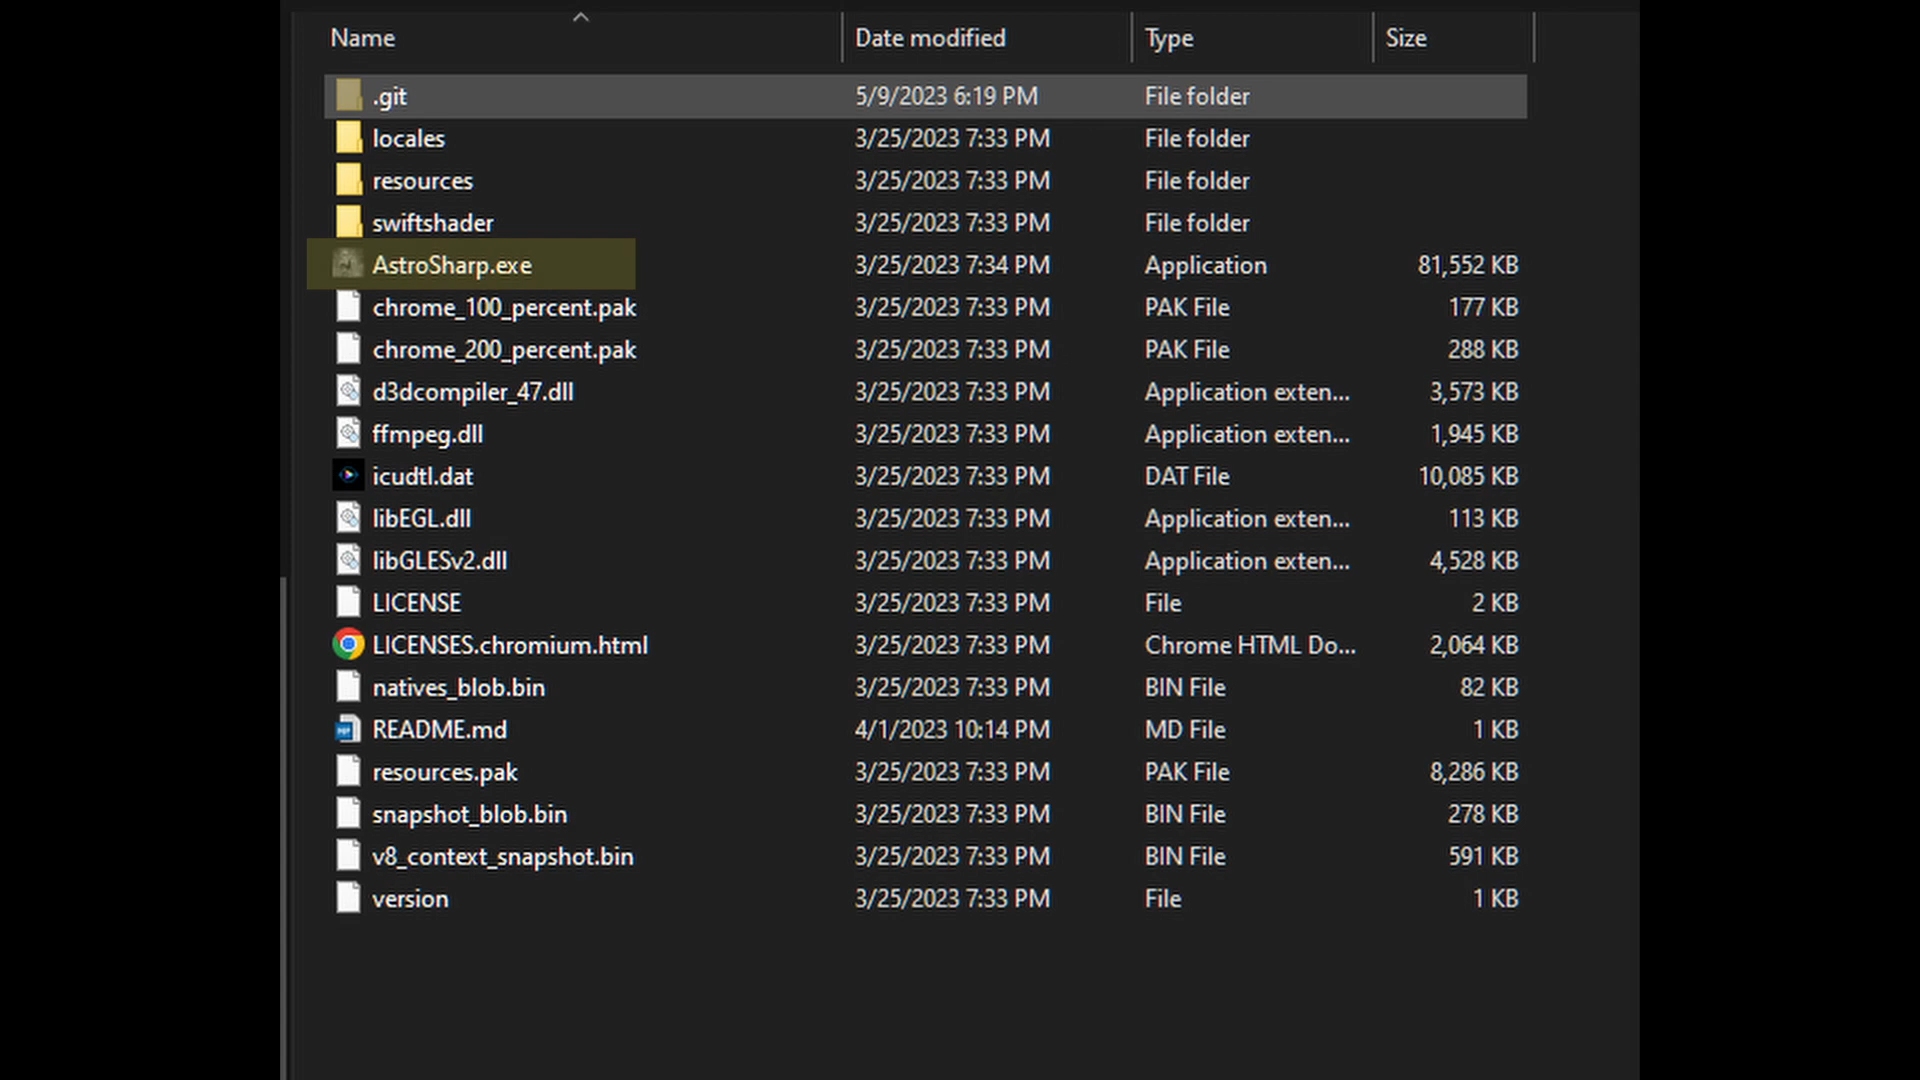 Name Date modified Type Size
.git 5/9/2023 6:19 PM File folder
locales 3/25/2023 7:33 PM File folder
resources 3/25/2023 7:33 PM File folder
swiftshader 3/25/2023 7:33 PM File folder
AstroSharp.exe 3/25/2023 7:34 PM Application 81,552 KB
chrome_100_percent.pak 3/25/2023 7:33 PM PAK File 177 KB
chrome_200_percent.pak 3/25/2023 7:33 PM PAK File 288 KB
d3dcompiler_47.dll 3/25/2023 7:33 PM Application exten... 3,573 KB
ffmpeg.dll 3/25/2023 7:33 PM Application exten... 1,945 KB
icudtl.dat 3/25/2023 7:33 PM DAT File 10,085 KB
libEGL.dll 3/25/2023 7:33 PM Application exten... 113 KB
libGLESv2.dll 3/25/2023 7:33 PM Application exten... 4,528 KB
LICENSE 3/25/2023 7:33 PM File 2 KB
LICENSES.chromium.html 3/25/2023 7:33 PM Chrome HTML Do... 2,064 KB
natives_blob.bin 3/25/2023 7:33 PM BIN File 82 KB
README.md 4/1/2023 10:14 PM MD File 1 KB
resources.pak 3/25/2023 7:33 PM PAK File 8,286 KB
snapshot_blob.bin 3/25/2023 7:33 PM BIN File 278 KB
v8_context_snapshot.bin 3/25/2023 7:33 PM BIN File 591 KB
version 3/25/2023 7:33 PM File 1 KB